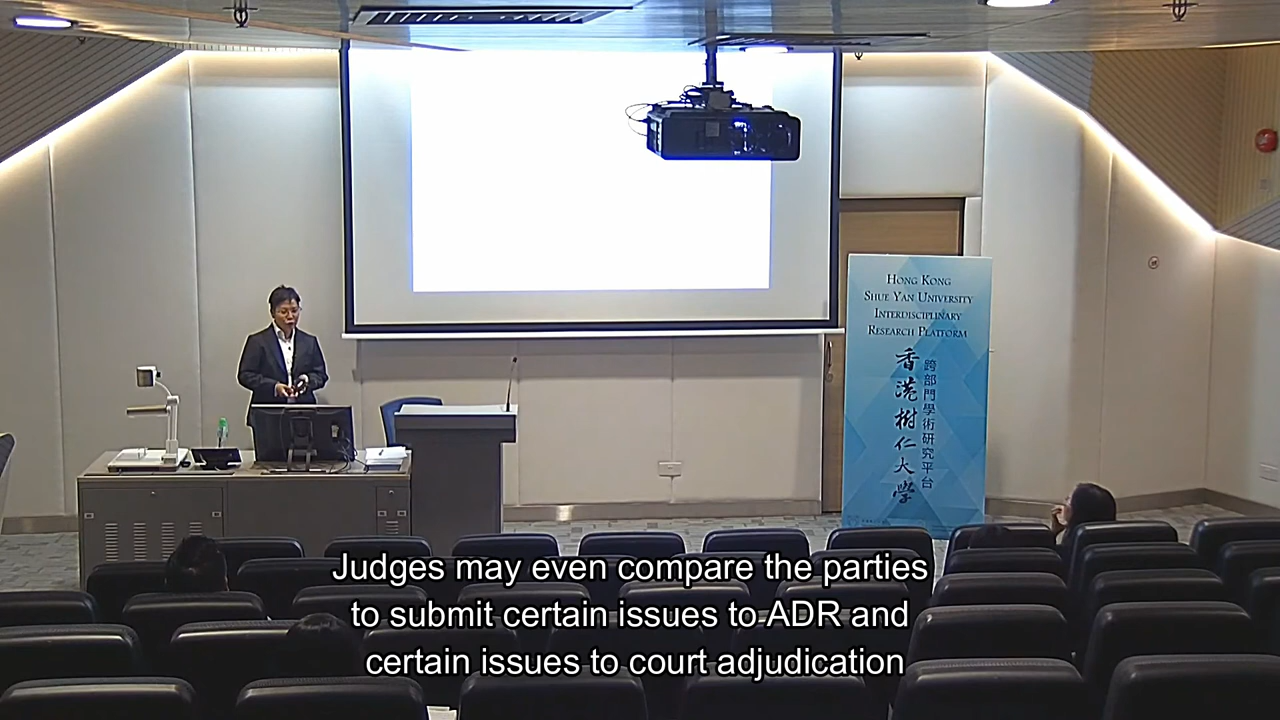 HONG KONG
SHUE YAN UNIVERSITY
INTERDISCIPLINARY
RESEARCH PLATFORM
香港樹仁大學
跨部門學術研究平台
Judges may even compare the parties
to submit certain issues to ADR and
certain issues to court adjudication